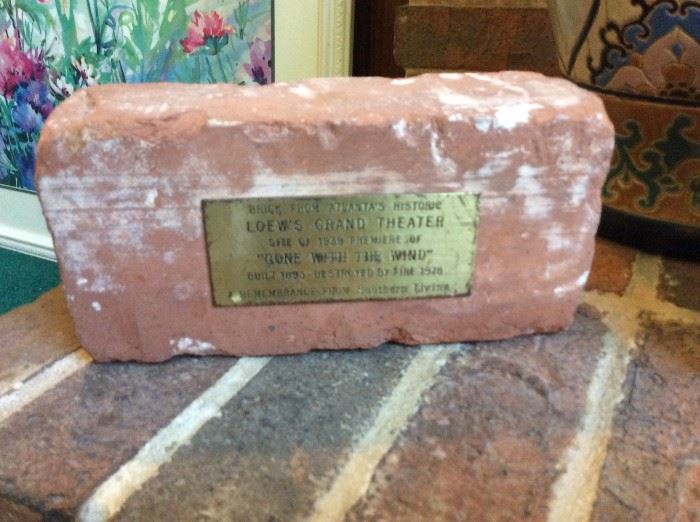 BRICK FROM ATLANTA'S HISTORIC
LOEW'S GRAND THEATER
SITE OF 1939 PREMIERE OF
"GONE WITH THE WIND"
BUILT 1893-DESTROYED BY FIRE 1978
A REMEMBRANCE FROM Southern Living